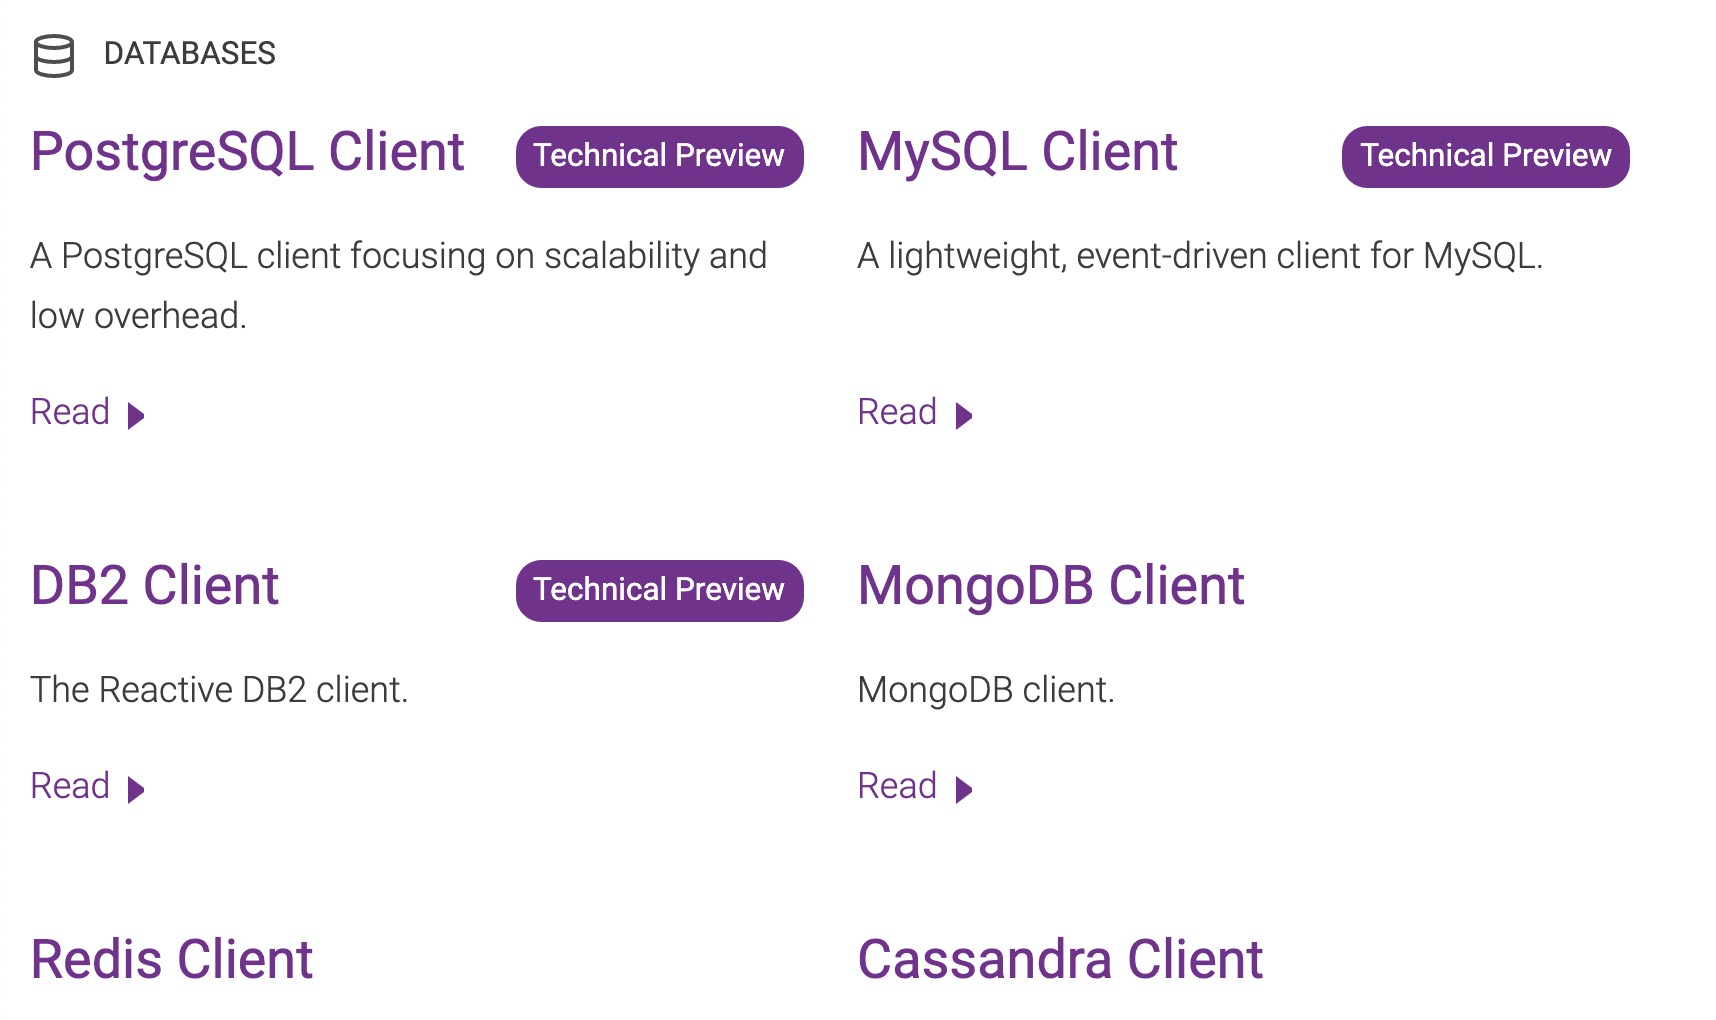 DATABASES
PostgreSQL Client
Technical Preview
A PostgreSQL client focusing on scalability and
low overhead.
Read
MySQL Client
Technical Preview
A lightweight, event-driven client for MySQL.
Read
DB2 Client
Technical Preview
The Reactive DB2 client.
Read
MongoDB Client
MongoDB client.
Read
Redis Client
Cassandra Client